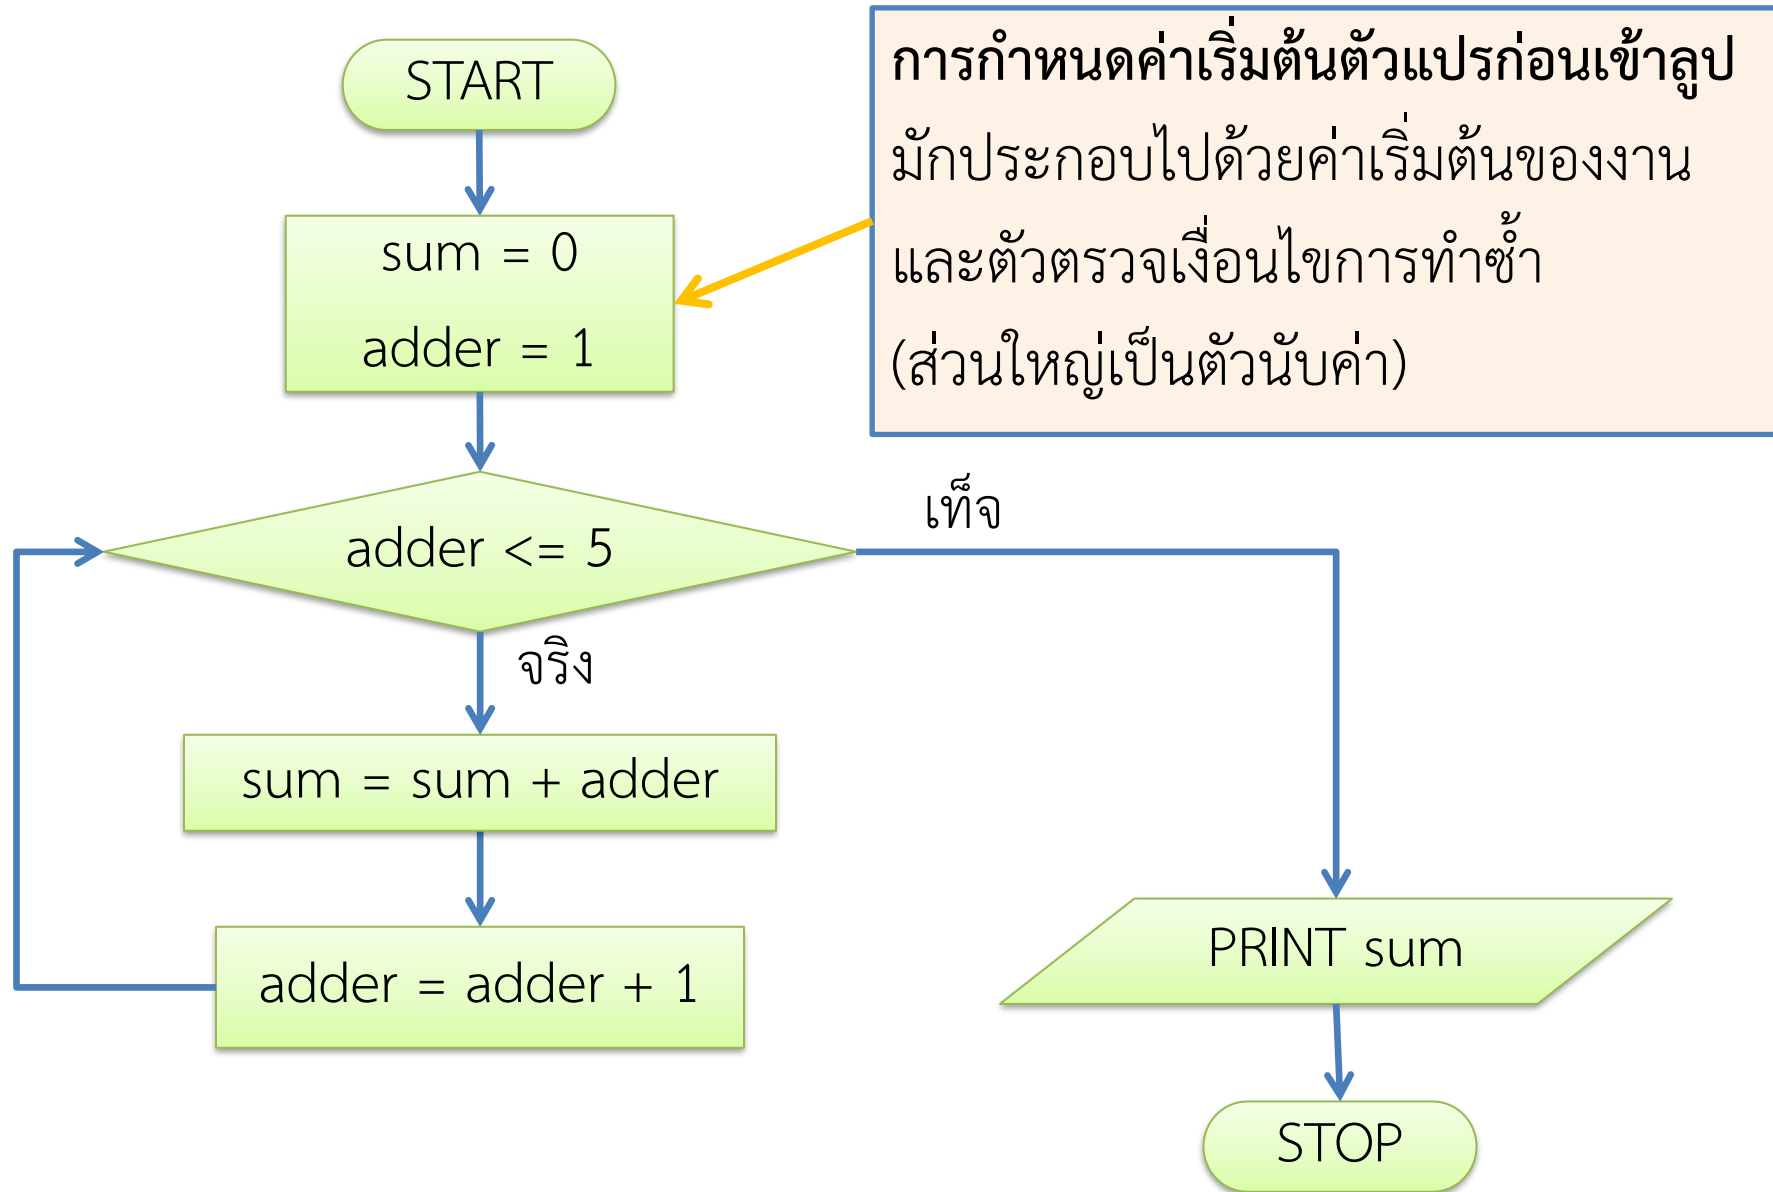 START
การกำหนดค่าเริ่มต้นตัวแปรก่อนเข้าลูป
มักประกอบไปด้วยค่าเริ่มต้นของงาน
และตัวตรวจเงื่อนไขการทำซ้ำ
(ส่วนใหญ่เป็นตัวนับค่า)
sum = 0
adder = 1
adder <= 5
เท็จ
จริง
sum = sum + adder
adder = adder + 1
PRINT sum
STOP